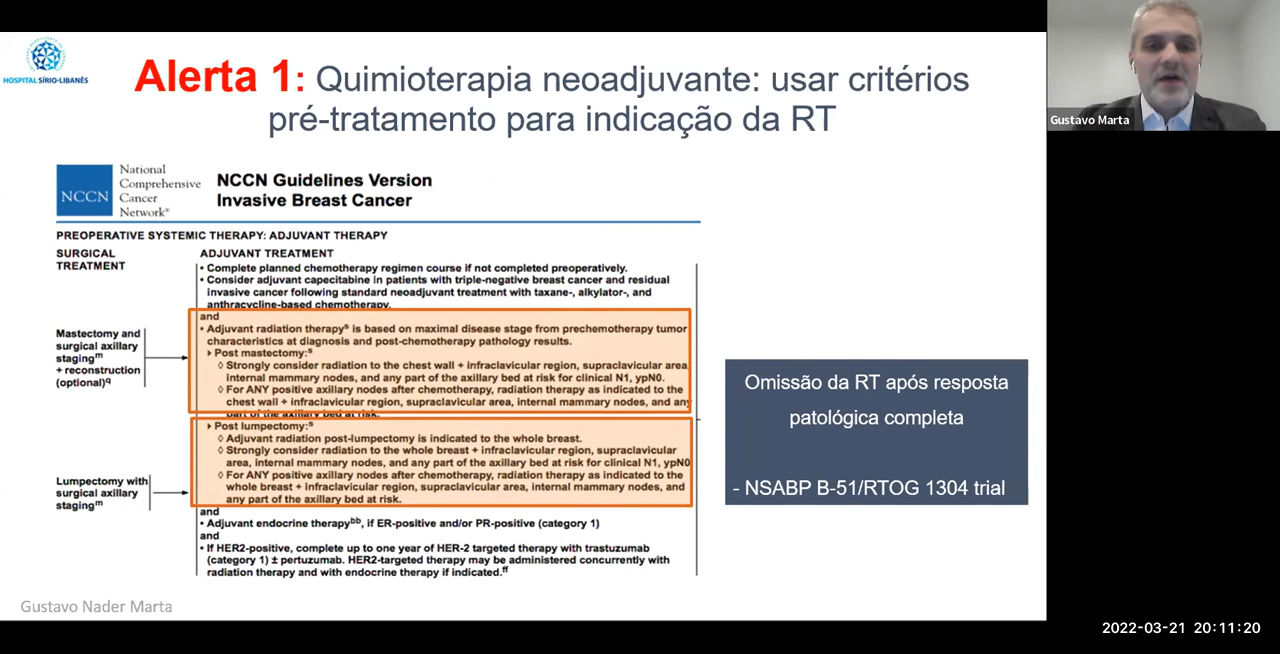 HOSPITAL SÍRIO-LIBANÊS
Alerta 1: Quimioterapia neoadjuvante: usar critérios
pré-tratamento para indicação da RT
Gustavo Marta
NCCN
National
Comprehensive
Cancer
Network®
NCCN Guidelines Version
Invasive Breast Cancer
PREOPERATIVE SYSTEMIC THERAPY: ADJUVANT THERAPY
SURGICAL
TREATMENT
ADJUVANT TREATMENT
• Complete planned chemotherapy regimen course if not completed preoperatively.
• Consider adjuvant capecitabine in patients with triple-negative breast cancer and residual
invasive cancer following standard neoadjuvant treatment with taxane-, alkylator-, and
anthracycline-based chemotherapy.
and
Mastectomy and
surgical axillary
stagingᵐ
+ reconstruction
(optional)q
• Adjuvant radiation therapyˢ is based on maximal disease stage from prechemotherapy tumor
characteristics at diagnosis and post-chemotherapy pathology results.
Post mastectomy:ˢ
◊ Strongly consider radiation to the chest wall + infraclavicular region, supraclavicular area,
internal mammary nodes, and any part of the axillary bed at risk for clinical N1, ypN0.
◊ For ANY positive axillary nodes after chemotherapy, radiation therapy as indicated to the
chest wall + infraclavicular region, supraclavicular area, internal mammary nodes, and any
part of the axillary bed at risk.
Post lumpectomy:ˢ
◊ Adjuvant radiation post-lumpectomy is indicated to the whole breast.
◊ Strongly consider radiation to the whole breast + infraclavicular region, supraclavicular
area, internal mammary nodes, and any part of the axillary bed at risk for clinical N1, ypN0
◊ For ANY positive axillary nodes after chemotherapy, radiation therapy as indicated to the
whole breast + infraclavicular region, supraclavicular area, internal mammary nodes, and
any part of the axillary bed at risk.
Lumpectomy with
surgical axillary
stagingᵐ
and
• Adjuvant endocrine therapyᵇᵇ, if ER-positive and/or PR-positive (category 1)
and
• If HER2-positive, complete up to one year of HER-2 targeted therapy with trastuzumab
(category 1) ± pertuzumab. HER2-targeted therapy may be administered concurrently with
radiation therapy and with endocrine therapy if indicated.ᶠᶠ
Omissão da RT após resposta
patológica completa
- NSABP B-51/RTOG 1304 trial
Gustavo Nader Marta
2022-03-21 20:11:20